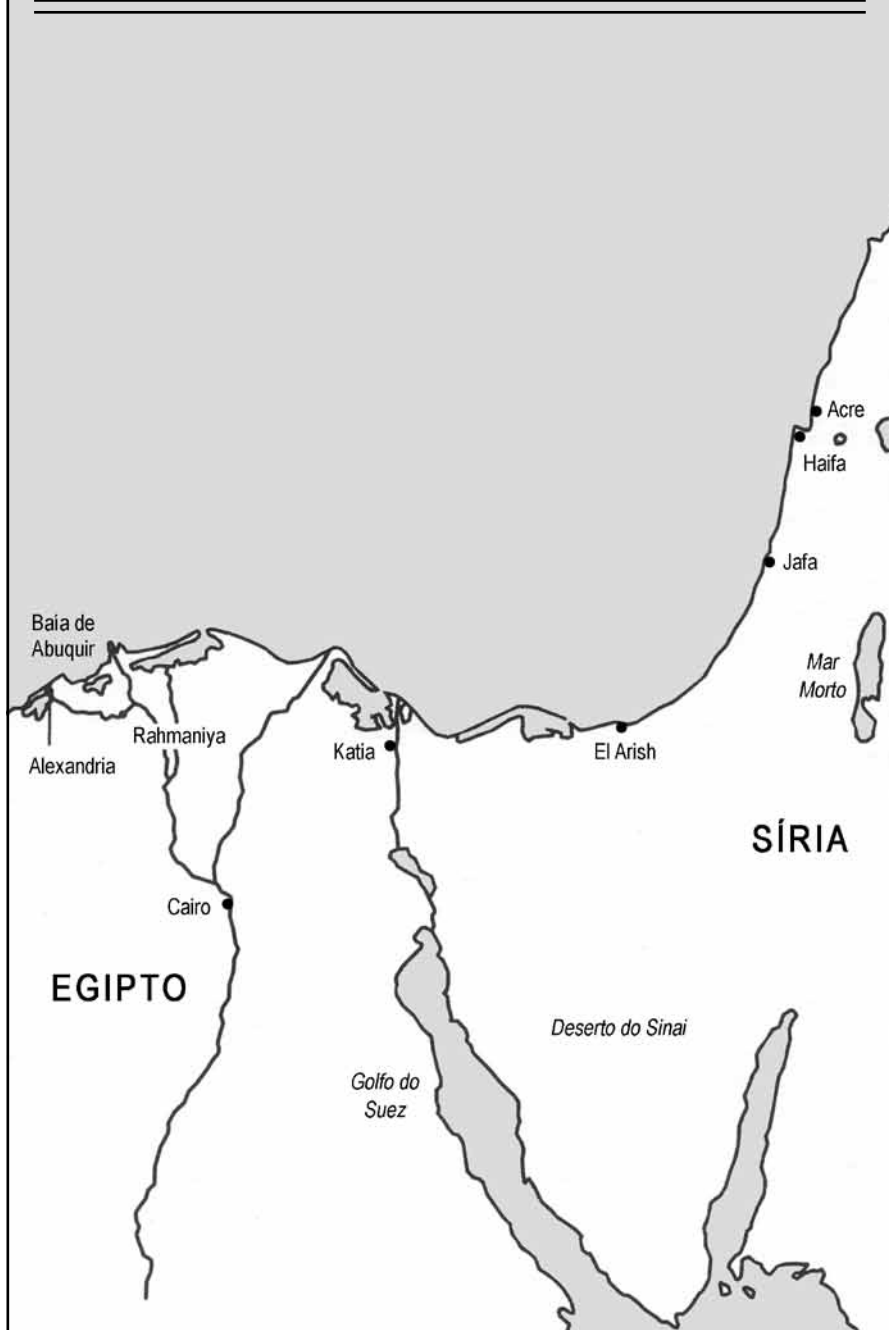 Acre
Haifa
Jafa
Baia de
Abuquir
Mar
Morto
Rahmaniya
Alexandria
Katia
El Arish
SÍRIA
Cairo
EGIPTO
Deserto do Sinai
Golfo do
Suez